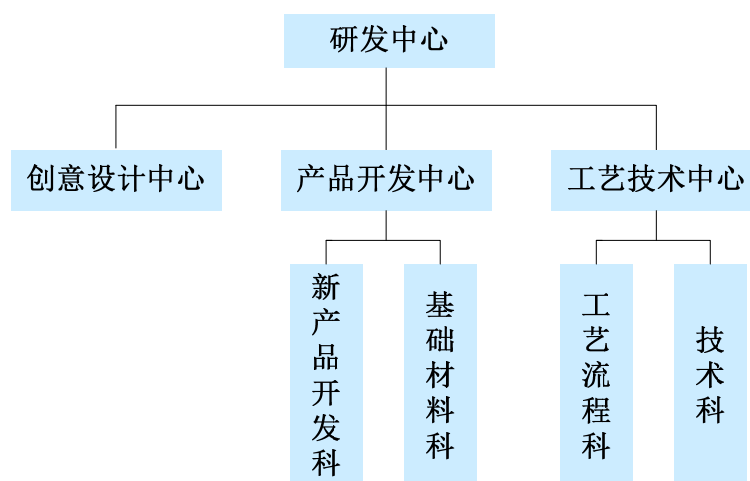 研发中心
创意设计中心
产品开发中心
工艺技术中心
新产品开发科
基础材料科
工艺流程科
技术科